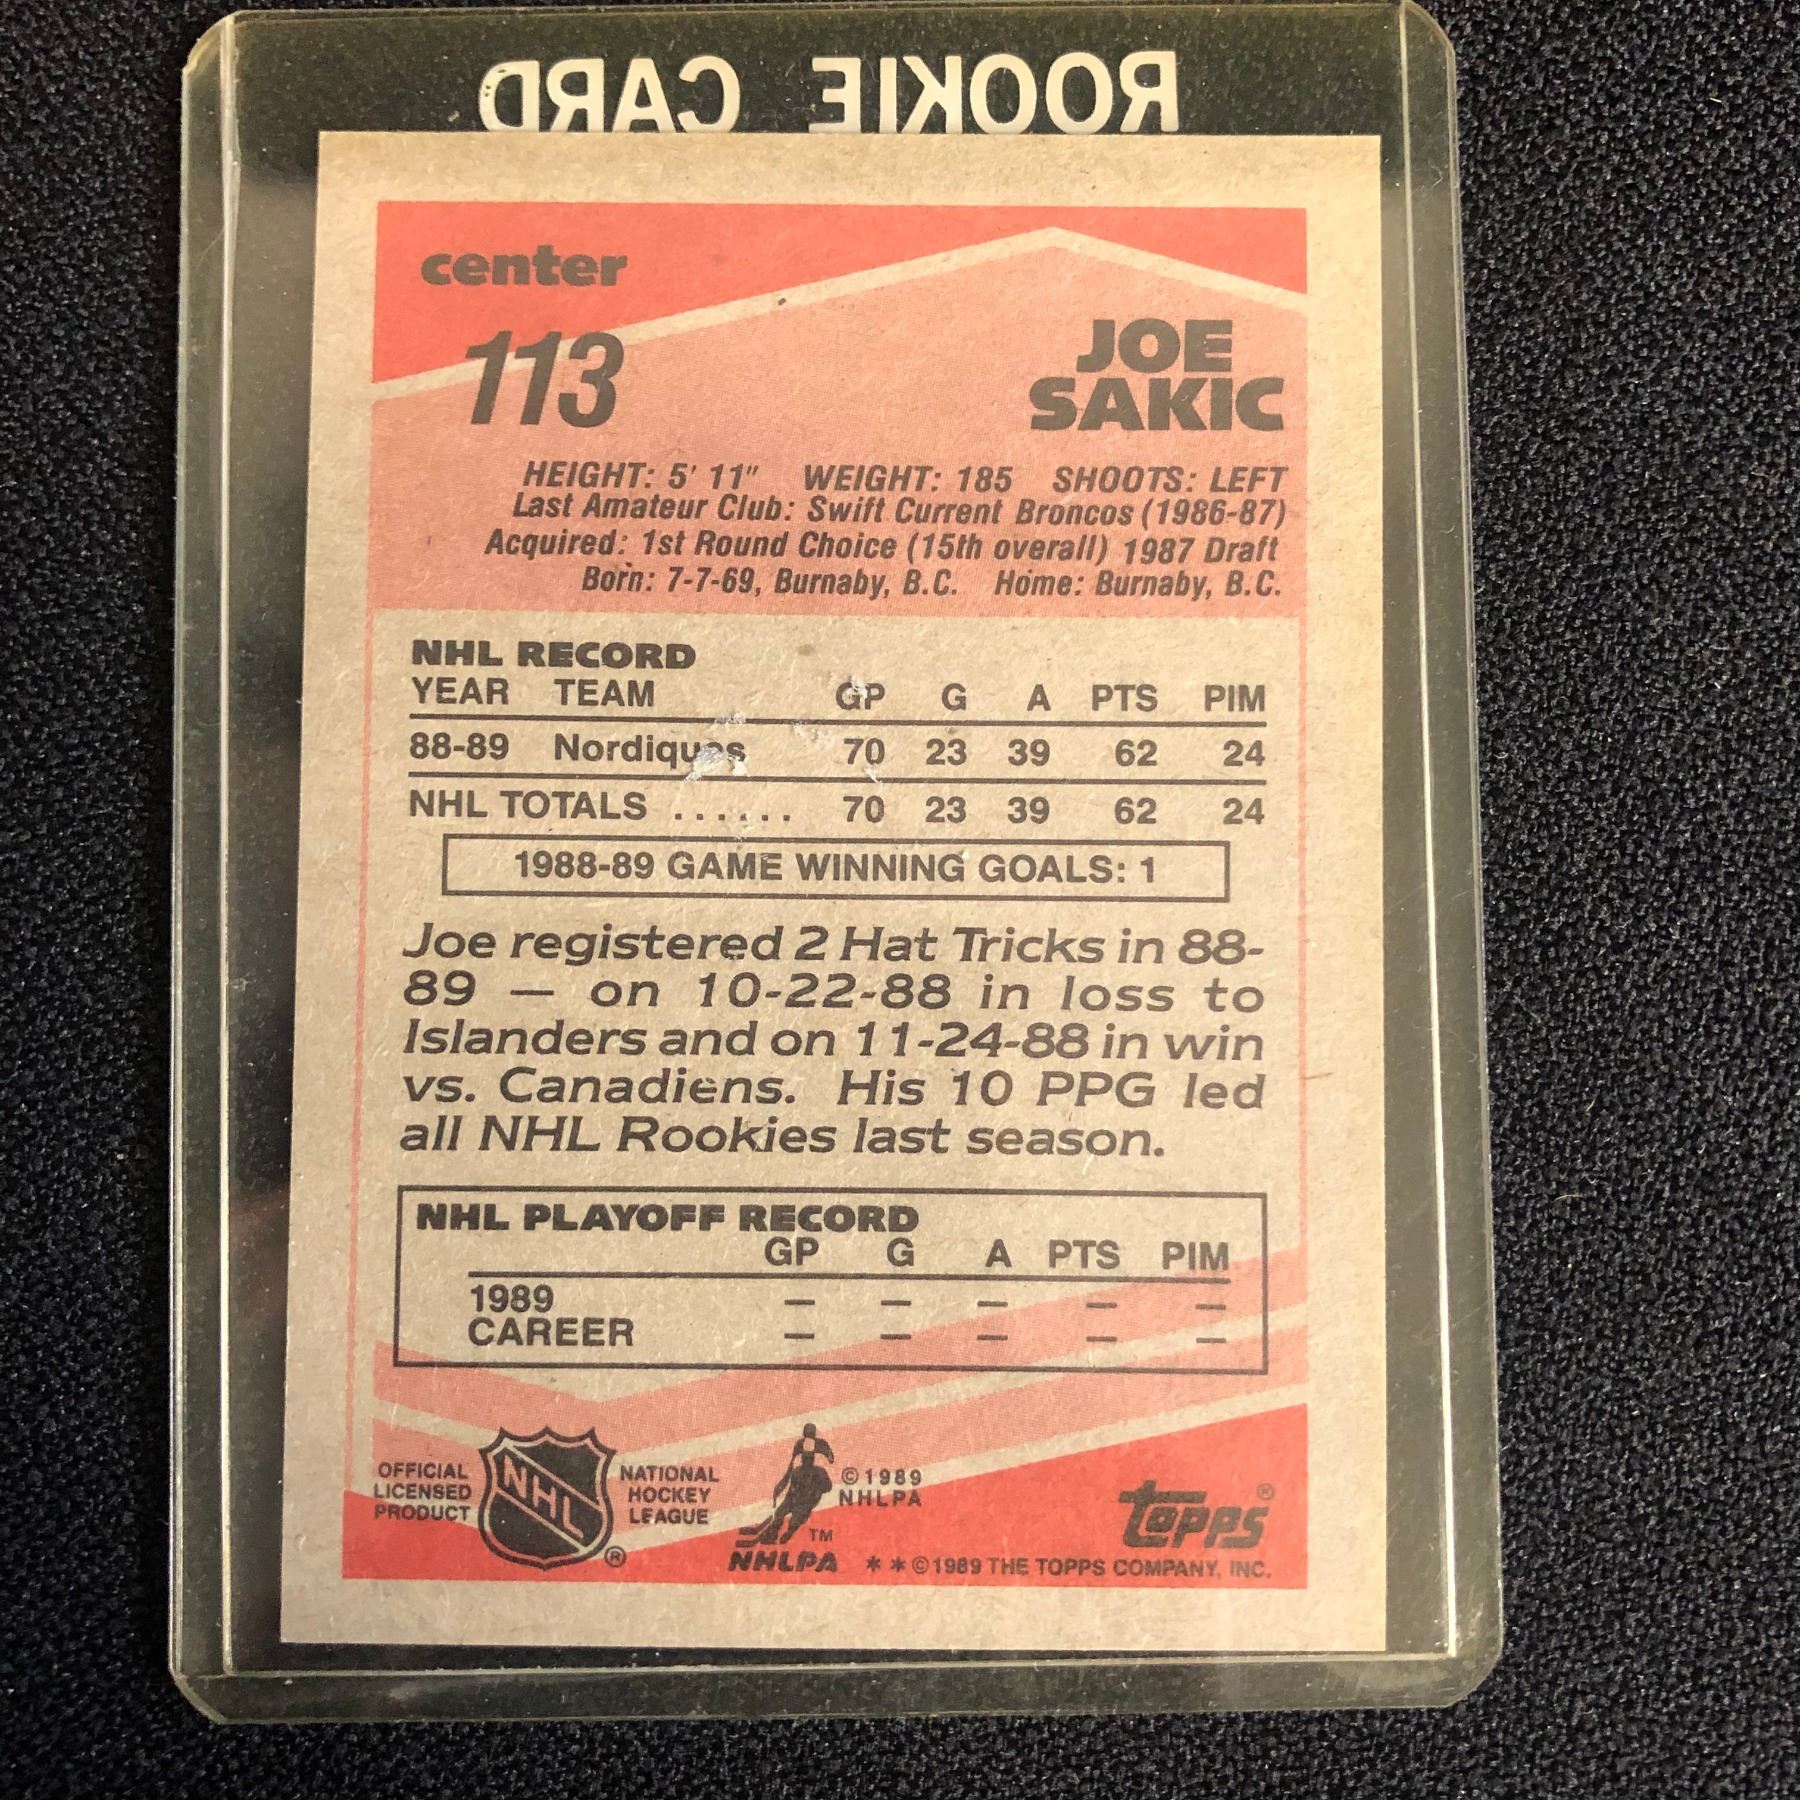 ROOKIE CARD
center
113
JOE
SAKIC
HEIGHT: 5' 11" WEIGHT: 185 SHOOTS: LEFT
Last Amateur Club: Swift Current Broncos (1986-87)
Acquired: 1st Round Choice (15th overall) 1987 Draft
Born: 7-7-69, Burnaby, B.C. Home: Burnaby, B.C.
NHL RECORD
YEAR TEAM GP G A PTS PIM
88-89 Nordiques 70 23 39 62 24
NHL TOTALS ...... 70 23 39 62 24
1988-89 GAME WINNING GOALS: 1
Joe registered 2 Hat Tricks in 88-
89 — on 10-22-88 in loss to
Islanders and on 11-24-88 in win
vs. Canadiens. His 10 PPG led
all NHL Rookies last season.
NHL PLAYOFF RECORD
GP G A PTS PIM
1989 — — — — —
CAREER — — — — —
OFFICIAL
LICENSED
PRODUCT
NHL
®
NATIONAL
HOCKEY
LEAGUE
©1989
NHLPA
TM
NHLPA
topps®
**©1989 THE TOPPS COMPANY, INC.